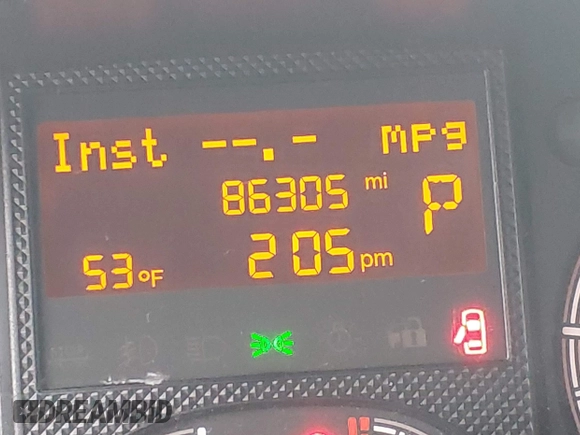 Inst --.- mpg
86305 mi
P
53°F 2 05 pm
DREAMBID